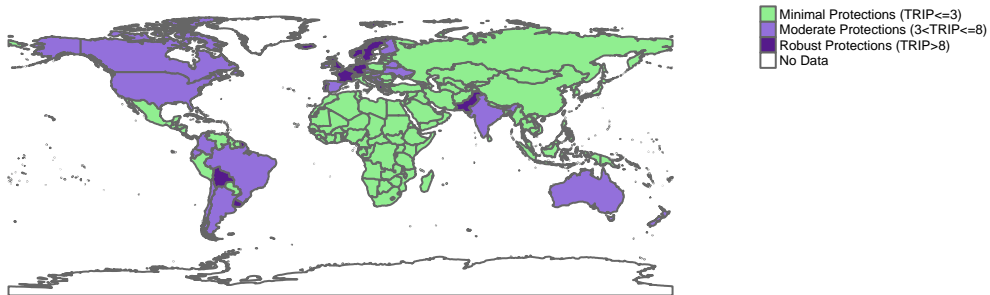 Minimal Protections (TRIP<=3)
Moderate Protections (3<TRIP<=8)
Robust Protections (TRIP>8)
No Data